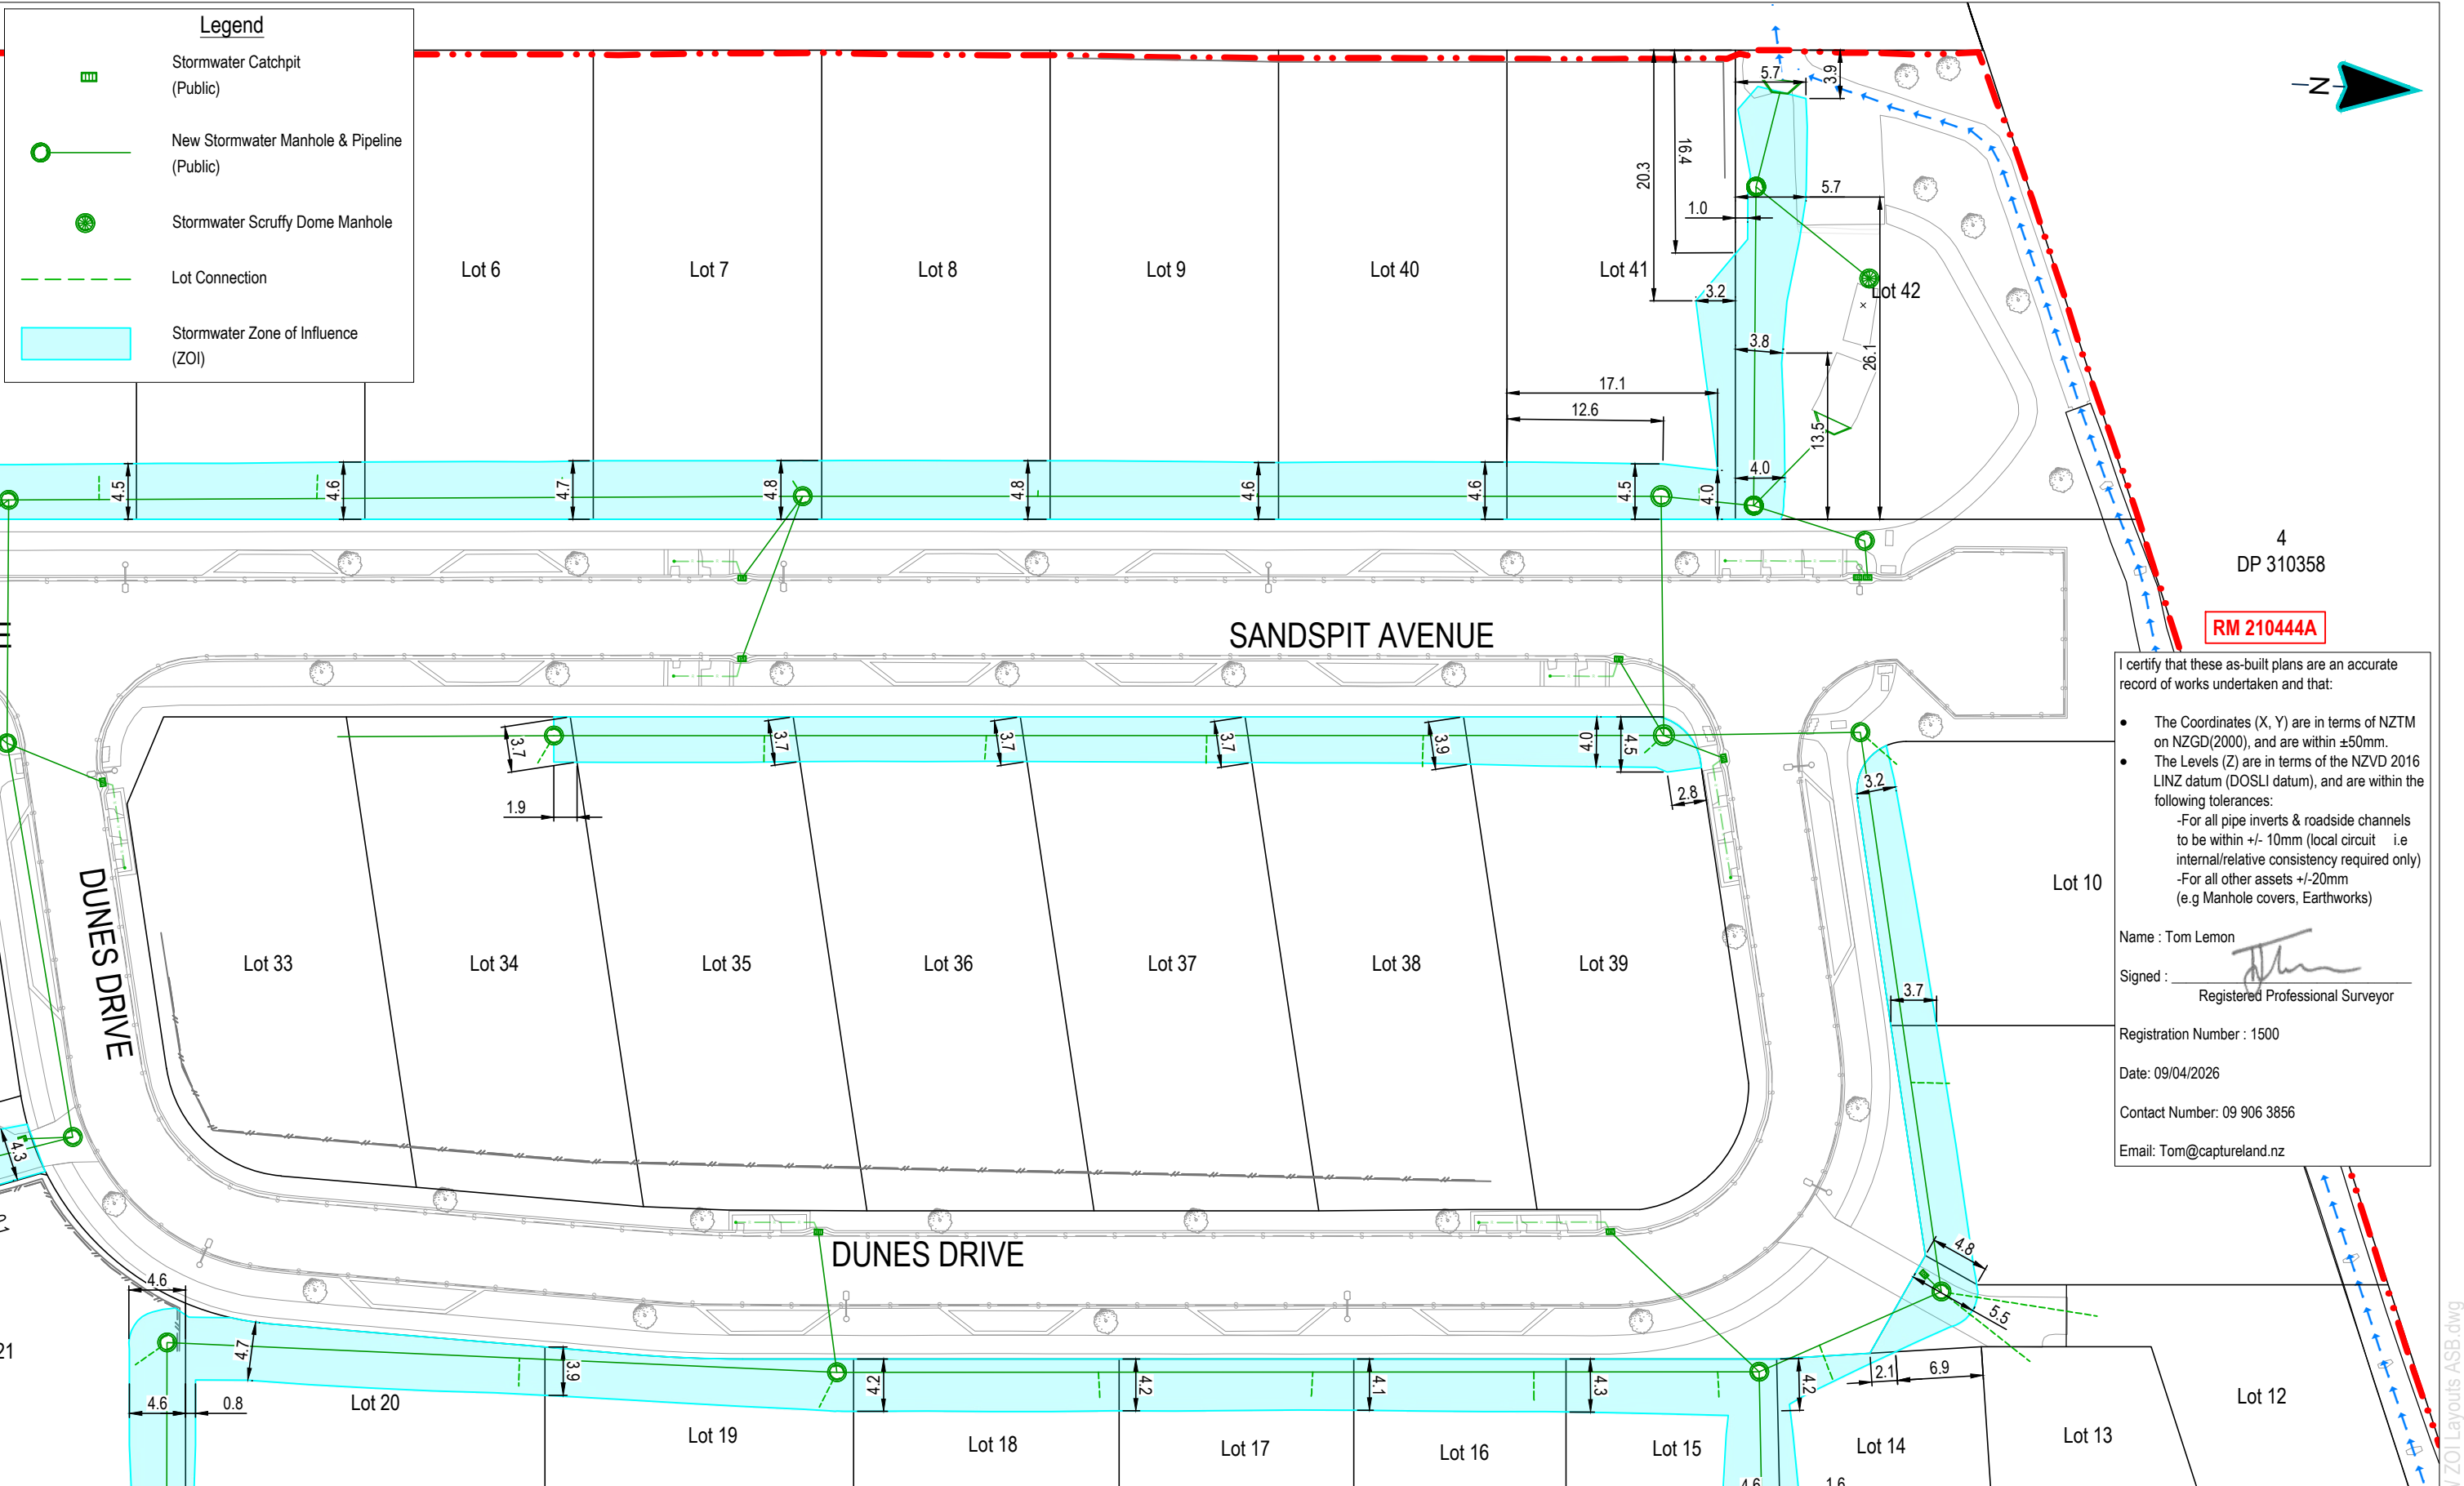 Legend
Stormwater Catchpit
(Public)
New Stormwater Manhole & Pipeline
(Public)
Stormwater Scruffy Dome Manhole
Lot Connection
Stormwater Zone of Influence
(ZOI)
N
5.7
3.9
16.4
20.3
5.7
1.0
Lot 6
Lot 7
Lot 8
Lot 9
Lot 40
Lot 41
Lot 42
3.2
3.8
26.1
17.1
12.6
13.5
4.5
4.6
4.7
4.8
4.8
4.6
4.6
4.5
4.0
4.0
4
DP 310358
RM 210444A
SANDSPIT AVENUE
I certify that these as-built plans are an accurate
record of works undertaken and that:
• The Coordinates (X, Y) are in terms of NZTM
on NZGD(2000), and are within ±50mm.
• The Levels (Z) are in terms of the NZVD 2016
LINZ datum (DOSLI datum), and are within the
following tolerances:
-For all pipe inverts & roadside channels
to be within +/- 10mm (local circuit i.e
internal/relative consistency required only)
-For all other assets +/-20mm
(e.g Manhole covers, Earthworks)
Name : Tom Lemon
Signed :
Registered Professional Surveyor
Registration Number : 1500
Date: 09/04/2026
Contact Number: 09 906 3856
Email: Tom@captureland.nz
3.7
3.7
3.7
3.7
3.9
4.0
4.5
1.9
2.8
3.2
DUNES DRIVE
Lot 33
Lot 34
Lot 35
Lot 36
Lot 37
Lot 38
Lot 39
Lot 10
3.7
4.3
0.1
DUNES DRIVE
4.8
5.5
4.6
4.7
3.9
4.2
4.2
4.1
4.3
4.2
2.1
6.9
21
4.6
0.8
Lot 20
Lot 19
Lot 18
Lot 17
Lot 16
Lot 15
Lot 14
Lot 13
Lot 12
4.6
1.6
ZOI Layouts ASB.dwg